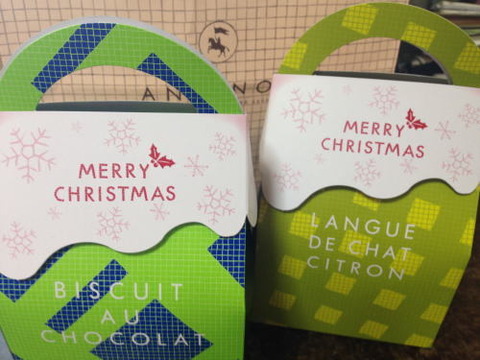 MERRY
CHRISTMAS
BISCUIT
AU
CHOCOLAT
MERRY
CHRISTMAS
LANGUE
DE CHAT
CITRON